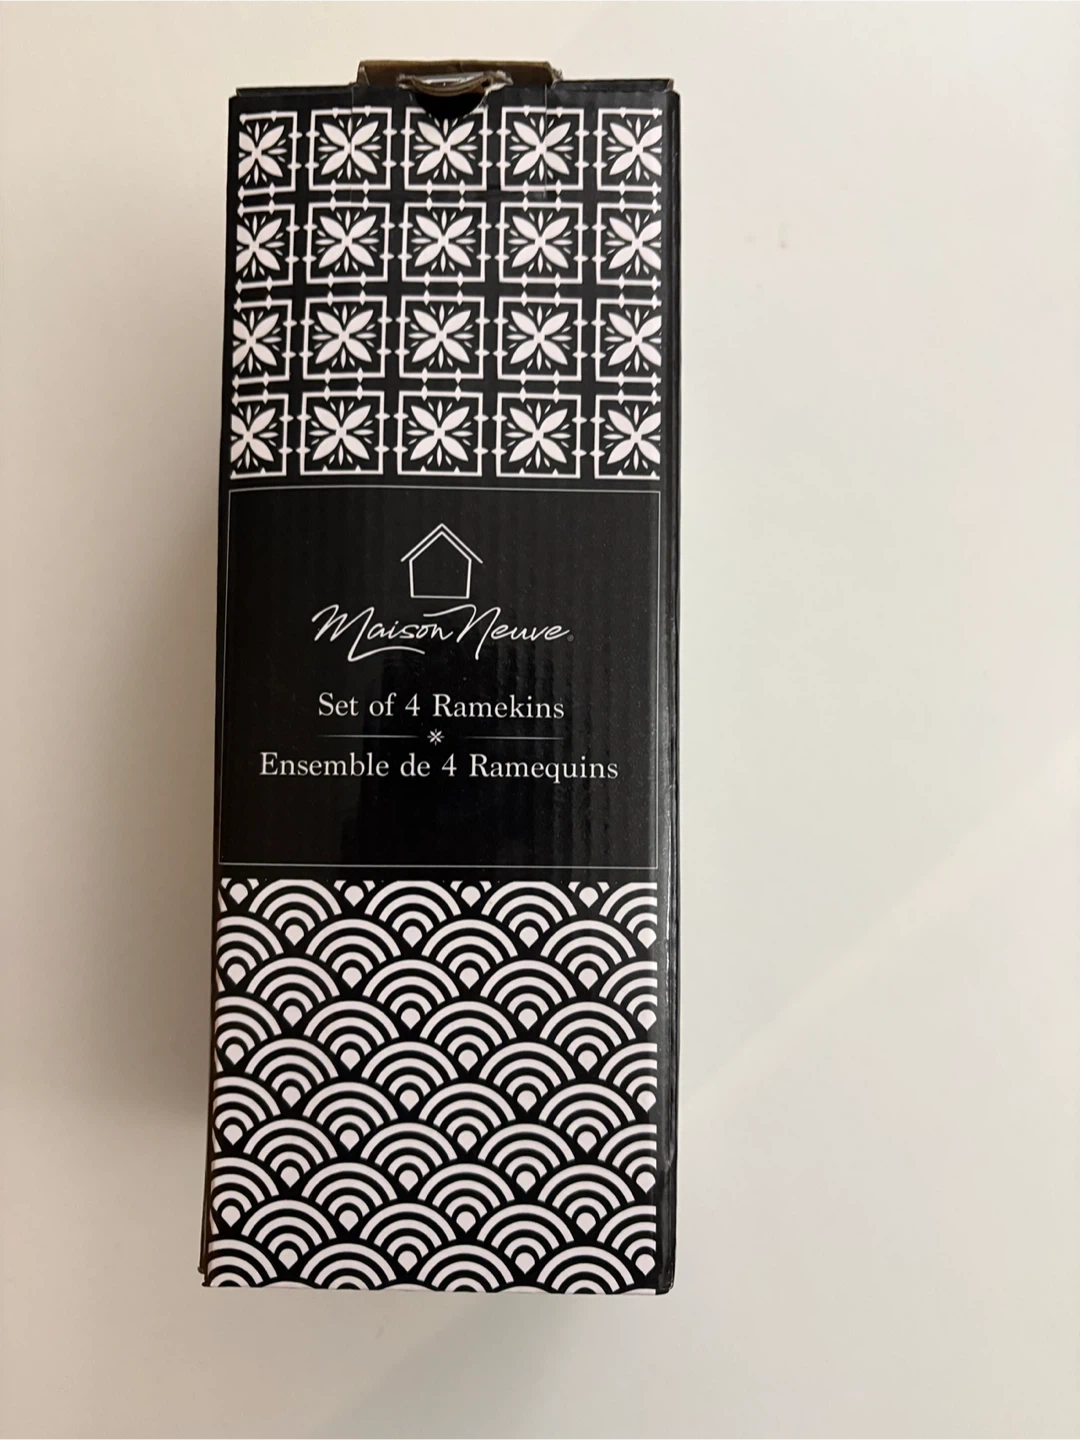 Maison Neuve
Set of 4 Ramekins
Ensemble de 4 Ramequins